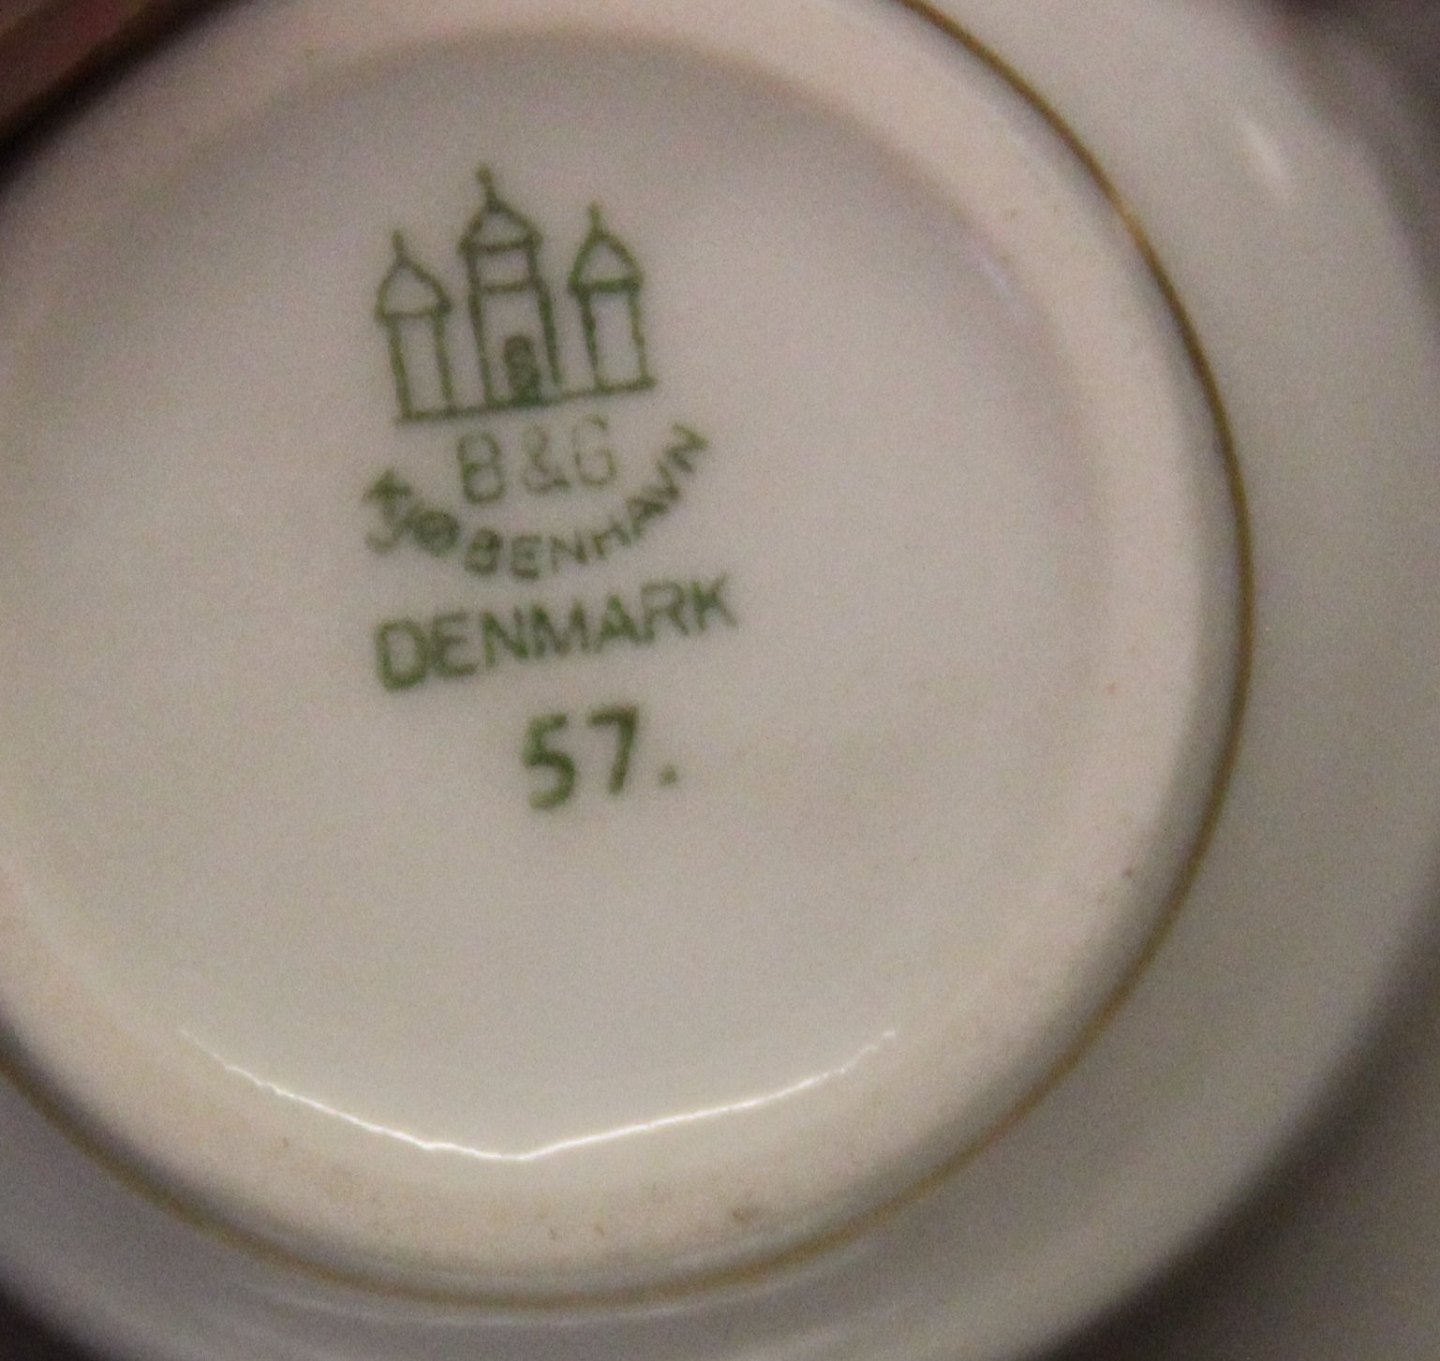 B&G
KJØBENHAVN
DENMARK
57.